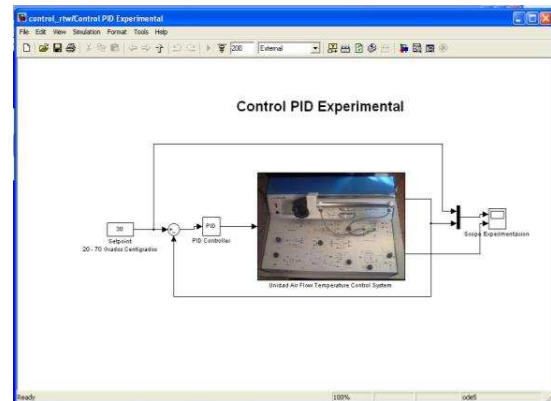 control_rtw/Control PID Experimental
File Edit View Simulation Format Tools Help
200 External
Control PID Experimental
30
Setpoint
20 - 70 Grados Centigrados
PID
PID Controller
Unidad Air Flow Temperature Control System
Scope Experimentacion
Ready 100% ode5